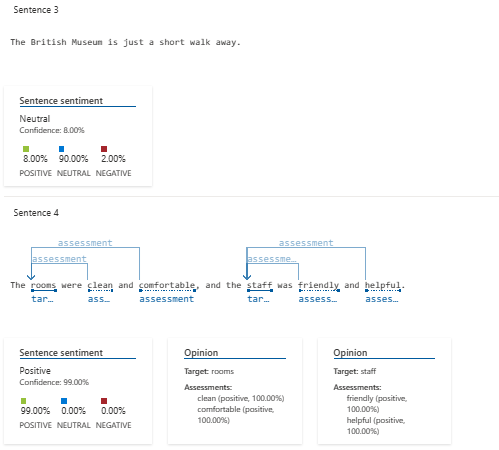 Sentence 3
The British Museum is just a short walk away.
Sentence sentiment
Neutral
Confidence: 8.00%
8.00% 90.00% 2.00%
POSITIVE NEUTRAL NEGATIVE
Sentence 4
assessment assessment
assessment assessme…
The rooms were clean and comfortable, and the staff was friendly and helpful.
tar… ass… assessment tar… assess… asses…
Sentence sentiment
Positive
Confidence: 99.00%
99.00% 0.00% 0.00%
POSITIVE NEUTRAL NEGATIVE
Opinion
Target: rooms
Assessments:
clean (positive, 100.00%)
comfortable (positive,
100.00%)
Opinion
Target: staff
Assessments:
friendly (positive,
100.00%)
helpful (positive,
100.00%)